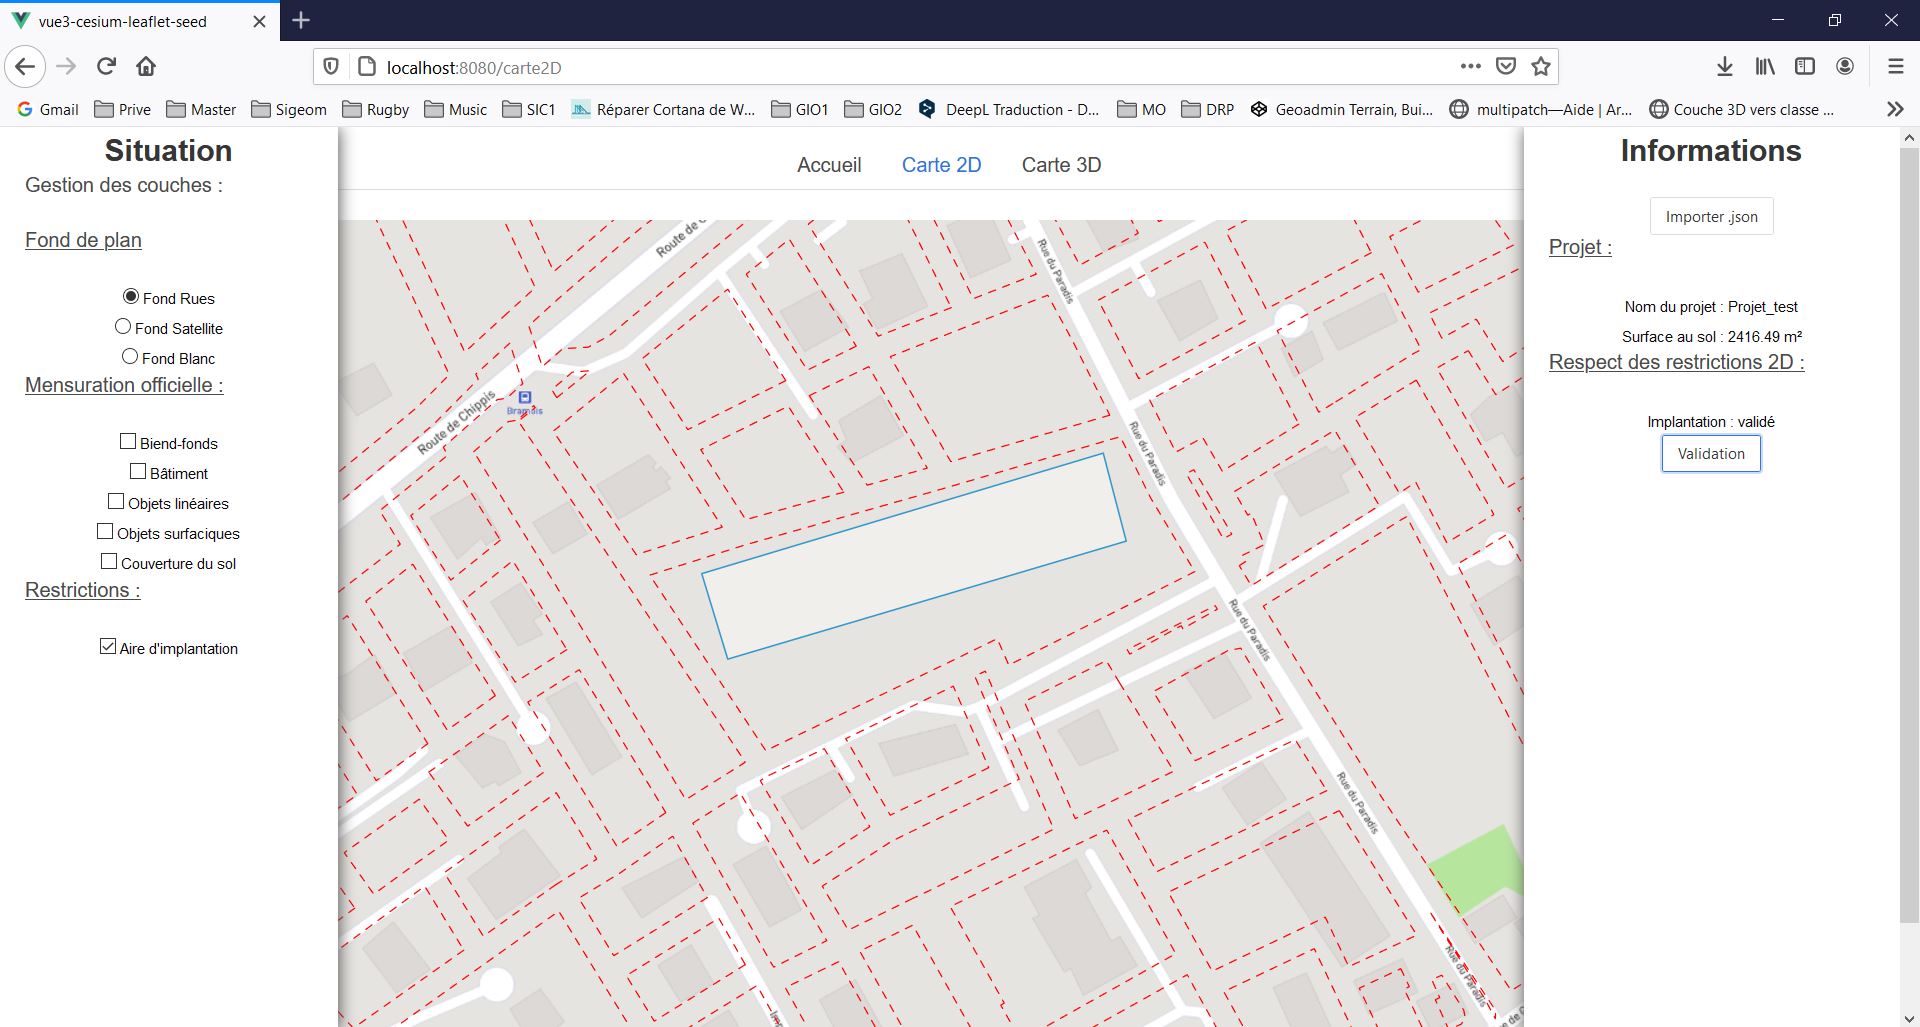 vue3-cesium-leaflet-seed
localhost:8080/carte2D
Gmail Prive Master Sigeom Rugby Music SIC1 Réparer Cortana de W... GIO1 GIO2 DeepL Traduction - D... MO DRP Geoadmin Terrain, Bui... multipatch—Aide | Ar... Couche 3D vers classe ...
Situation
Gestion des couches :
Fond de plan
Fond Rues
Fond Satellite
Fond Blanc
Mensuration officielle :
Biend-fonds
Bâtiment
Objets linéaires
Objets surfaciques
Couverture du sol
Restrictions :
Aire d'implantation
Accueil Carte 2D Carte 3D
Route de C
Rue du Paradis
Route de Chippis
Bramois
Rue du Paradis
Rue du Paradis
Rue du Paradis
Rue du Paradis
Informations
Importer .json
Projet :
Nom du projet : Projet_test
Surface au sol : 2416.49 m²
Respect des restrictions 2D :
Implantation : validé
Validation